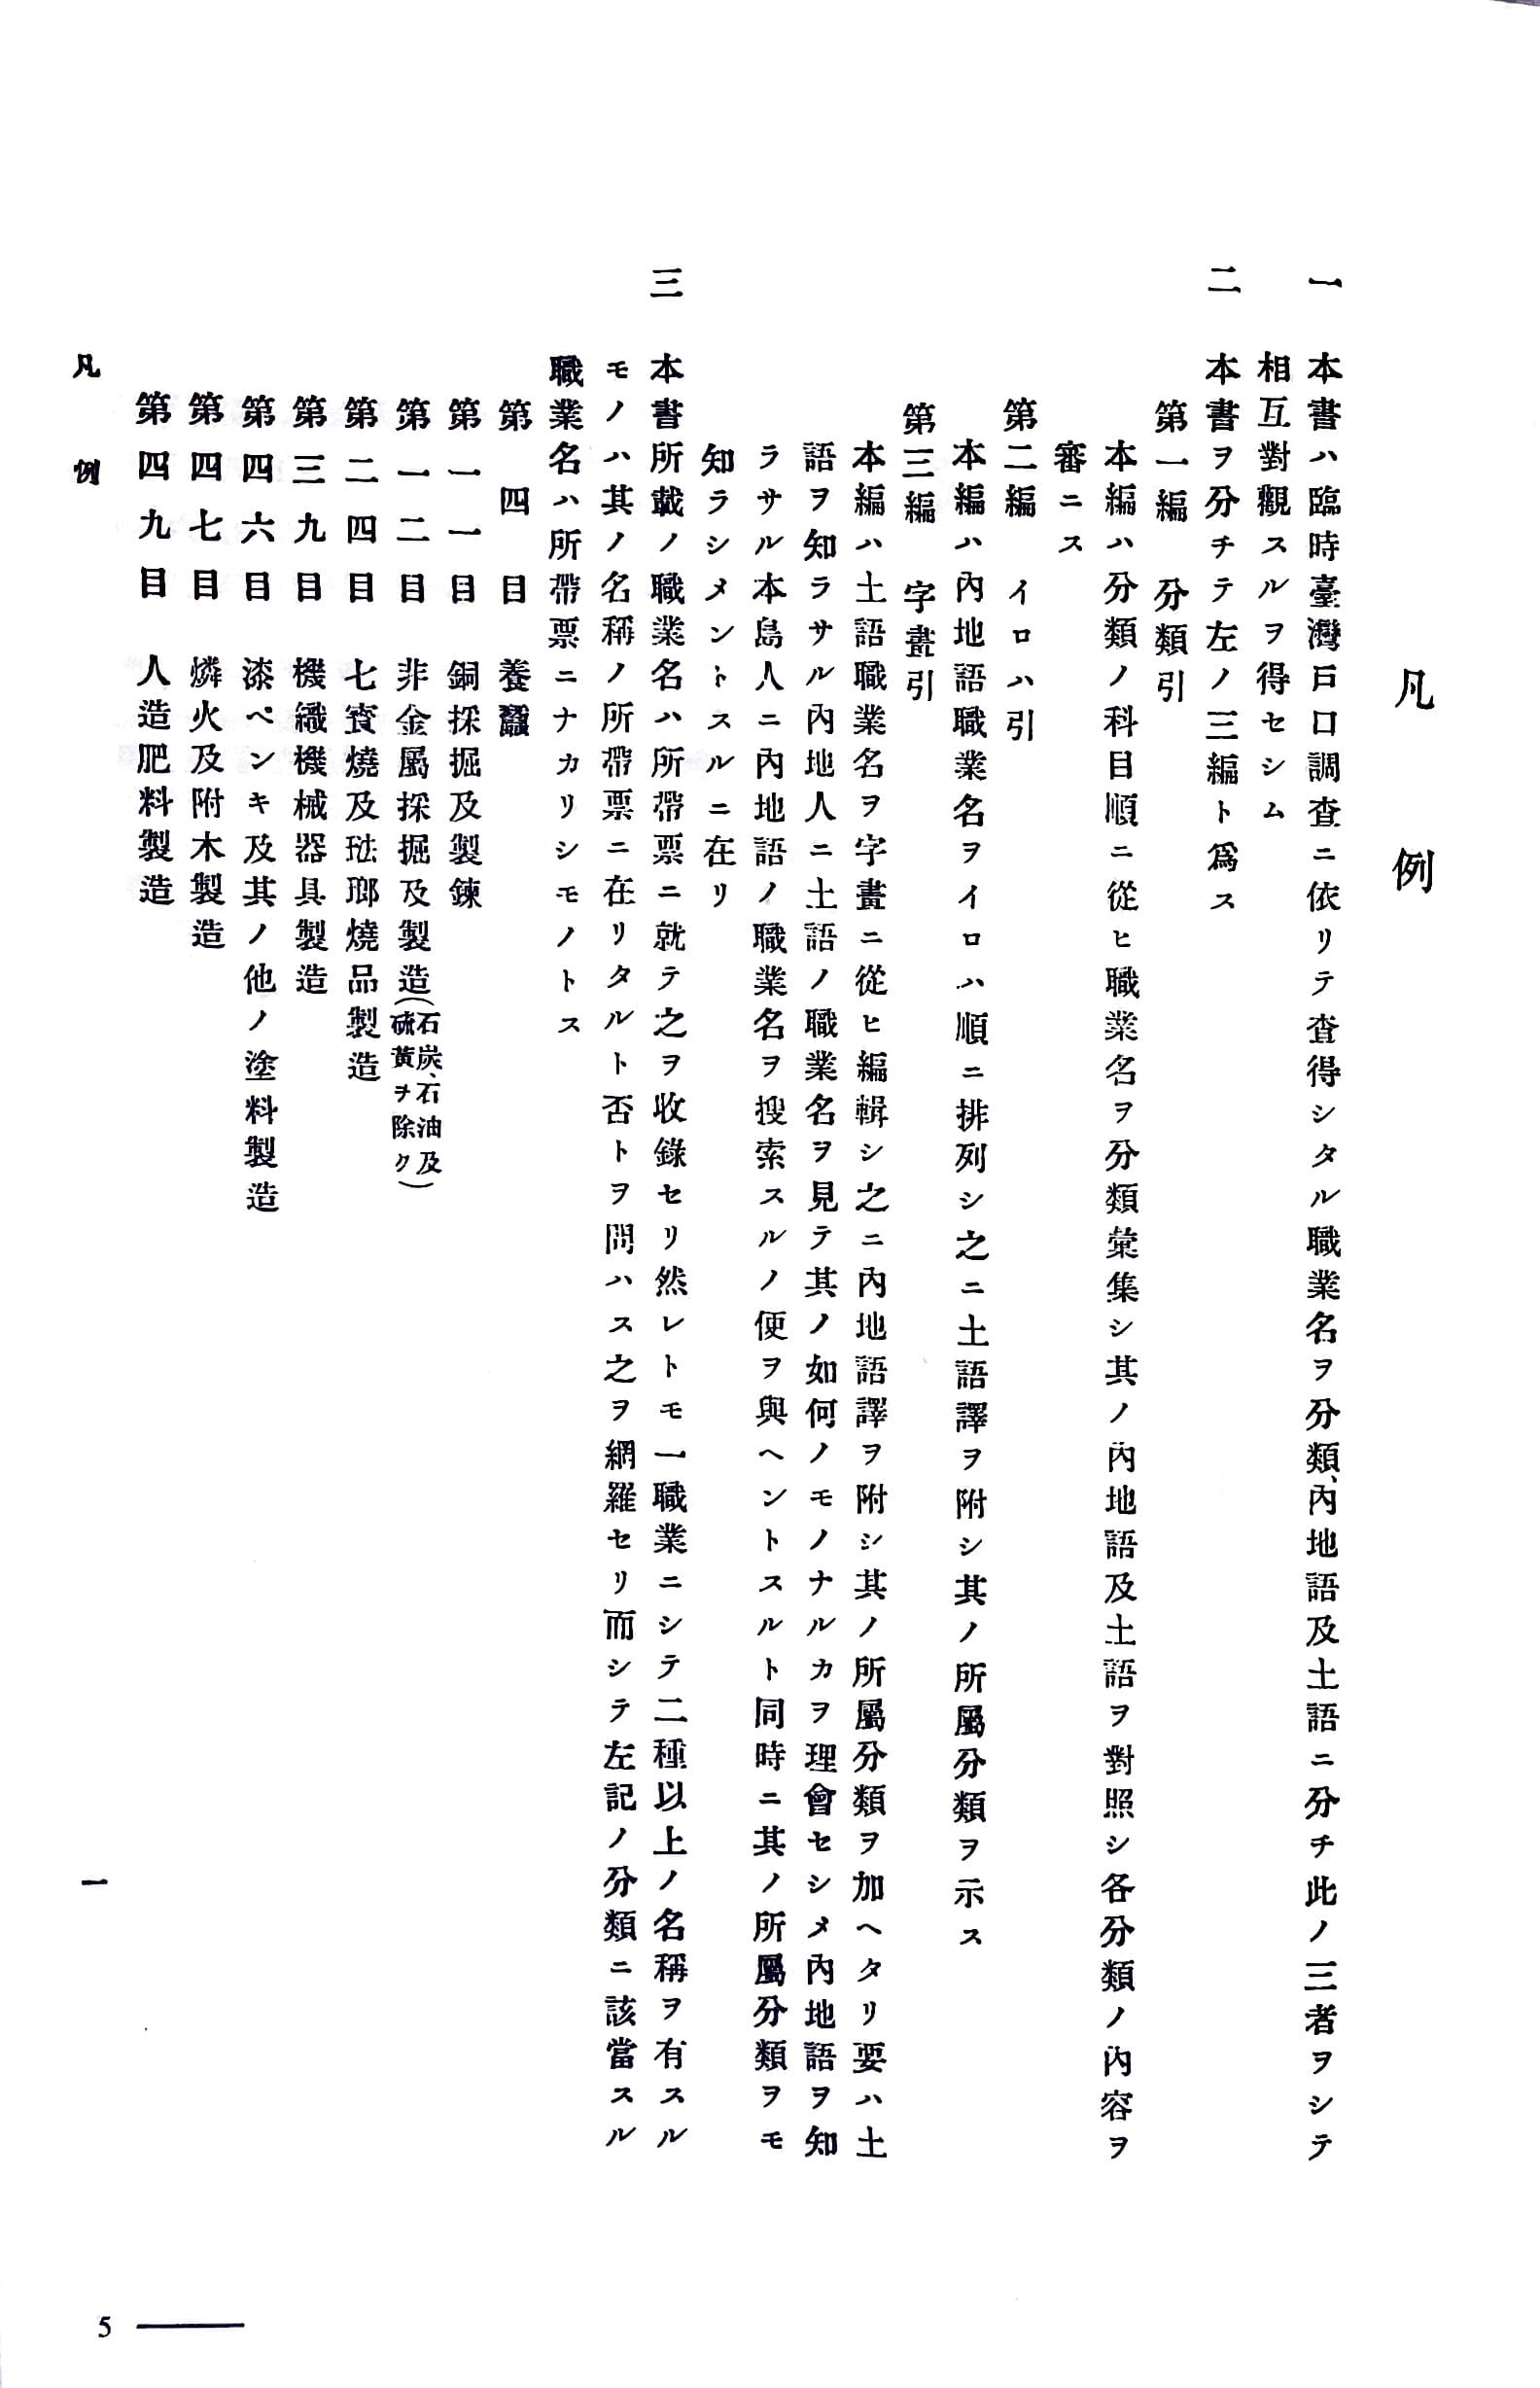 凡例
一　本書ハ臨時臺灣戶口調査ニ依リテ査得シタル職業名ヲ分類、內地語及土語ニ分チ此ノ三者ヲシテ
相互對觀スルヲ得セシム
二　本書ヲ分チテ左ノ三編ト爲ス
第一編　分類引
本編ハ分類ノ科目順ニ從ヒ職業名ヲ分類彙集シ其ノ內地語及土語ヲ對照シ各分類ノ內容ヲ
審ニス
第二編　イロハ引
本編ハ內地語職業名ヲイロハ順ニ排列シ之ニ土語譯ヲ附シ其ノ所屬分類ヲ示ス
第三編　字畫引
本編ハ土語職業名ヲ字畫ニ從ヒ編輯シ之ニ內地語譯ヲ附シ其ノ所屬分類ヲ加ヘタリ要ハ土
語ヲ知ラサル內地人ニ土語ノ職業名ヲ見テ其ノ如何ノモノナルカヲ理會セシメ內地語ヲ知
ラサル本島人ニ內地語ノ職業名ヲ搜索スルノ便ヲ與ヘントスルト同時ニ其ノ所屬分類ヲモ
知ラシメントスルニ在リ
三　本書所載ノ職業名ハ所帶票ニ就テ之ヲ收錄セリ然レトモ一職業ニシテ二種以上ノ名稱ヲ有スル
モノハ其ノ名稱ノ所帶票ニ在リタルト否トヲ問ハス之ヲ網羅セリ而シテ左記ノ分類ニ該當スル
職業名ハ所帶票ニナカリシモノトス
第四目　養蠶
第一一目　銅採掘及製鍊
第一二目　非金屬採掘及製造（石炭、石油及硫黃ヲ除ク）
第二四目　七寶燒及琺瑯燒品製造
第三九目　機織機械器具製造
第四六目　漆ペンキ及其ノ他ノ塗料製造
第四七目　燐火及附木製造
第四九目　人造肥料製造
凡例
一
5